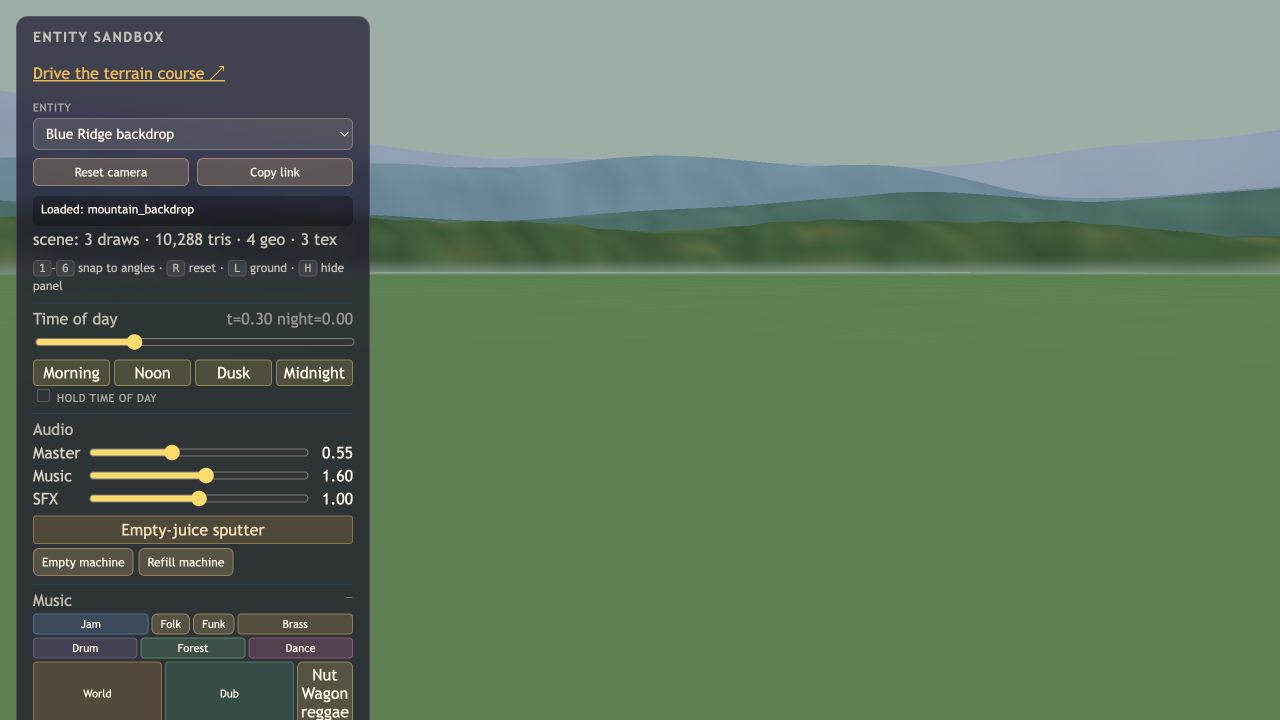 ENTITY SANDBOX
Drive the terrain course ↗
ENTITY
Blue Ridge backdrop
Reset camera Copy link
Loaded: mountain_backdrop
scene: 3 draws · 10,288 tris · 4 geo · 3 tex
1-6 snap to angles · R reset · L ground · H hide
panel
Time of day t=0.30 night=0.00
Morning Noon Dusk Midnight
HOLD TIME OF DAY
Audio
Master 0.55
Music 1.60
SFX 1.00
Empty-juice sputter
Empty machine Refill machine
Music −
Jam Folk Funk Brass
Drum Forest Dance
World Dub Nut
Wagon
reggae